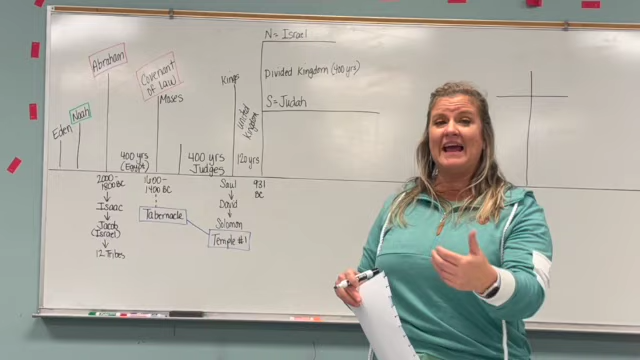 N = Israel
Divided Kingdom (400 yrs)
S = Judah
Kings
United
Kingdom
120 yrs
931
BC
Abraham
Covenant
of Law
Moses
Noah
Eden
400 yrs
(Egypt)
400 yrs
Judges
2000-
1800 BC
Isaac
Jacob
(Israel)
12 Tribes
1600-
1400 BC
Tabernacle
Saul
David
Solomon
Temple #1